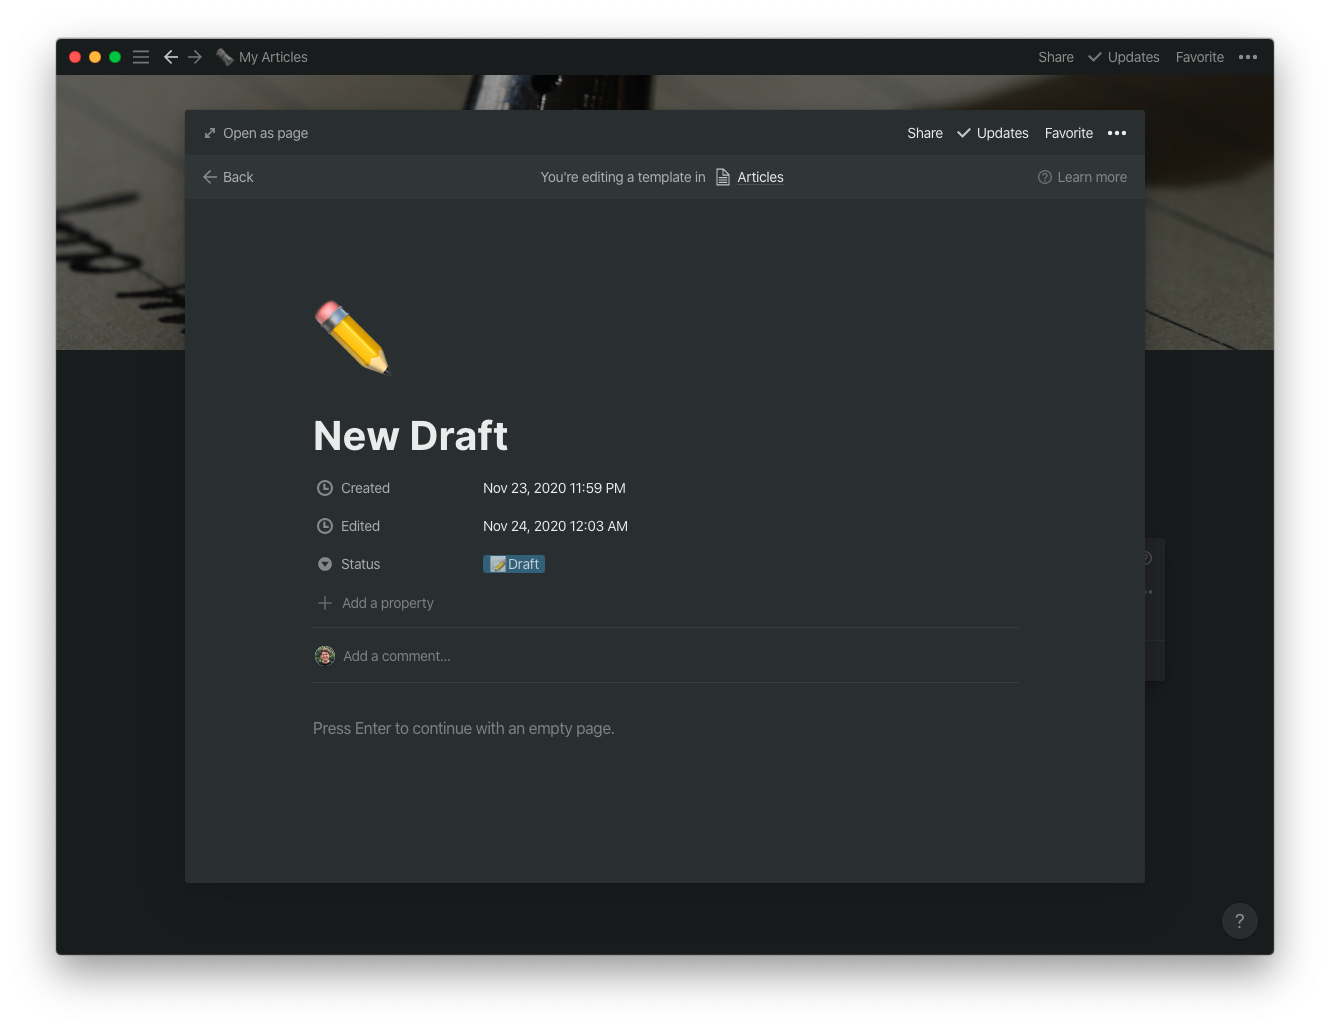 My Articles
Share Updates Favorite
Open as page
Share Updates Favorite
Back
You're editing a template in Articles
Learn more
New Draft
Created Nov 23, 2020 11:59 PM
Edited Nov 24, 2020 12:03 AM
Status Draft
Add a property
Add a comment...
Press Enter to continue with an empty page.
?